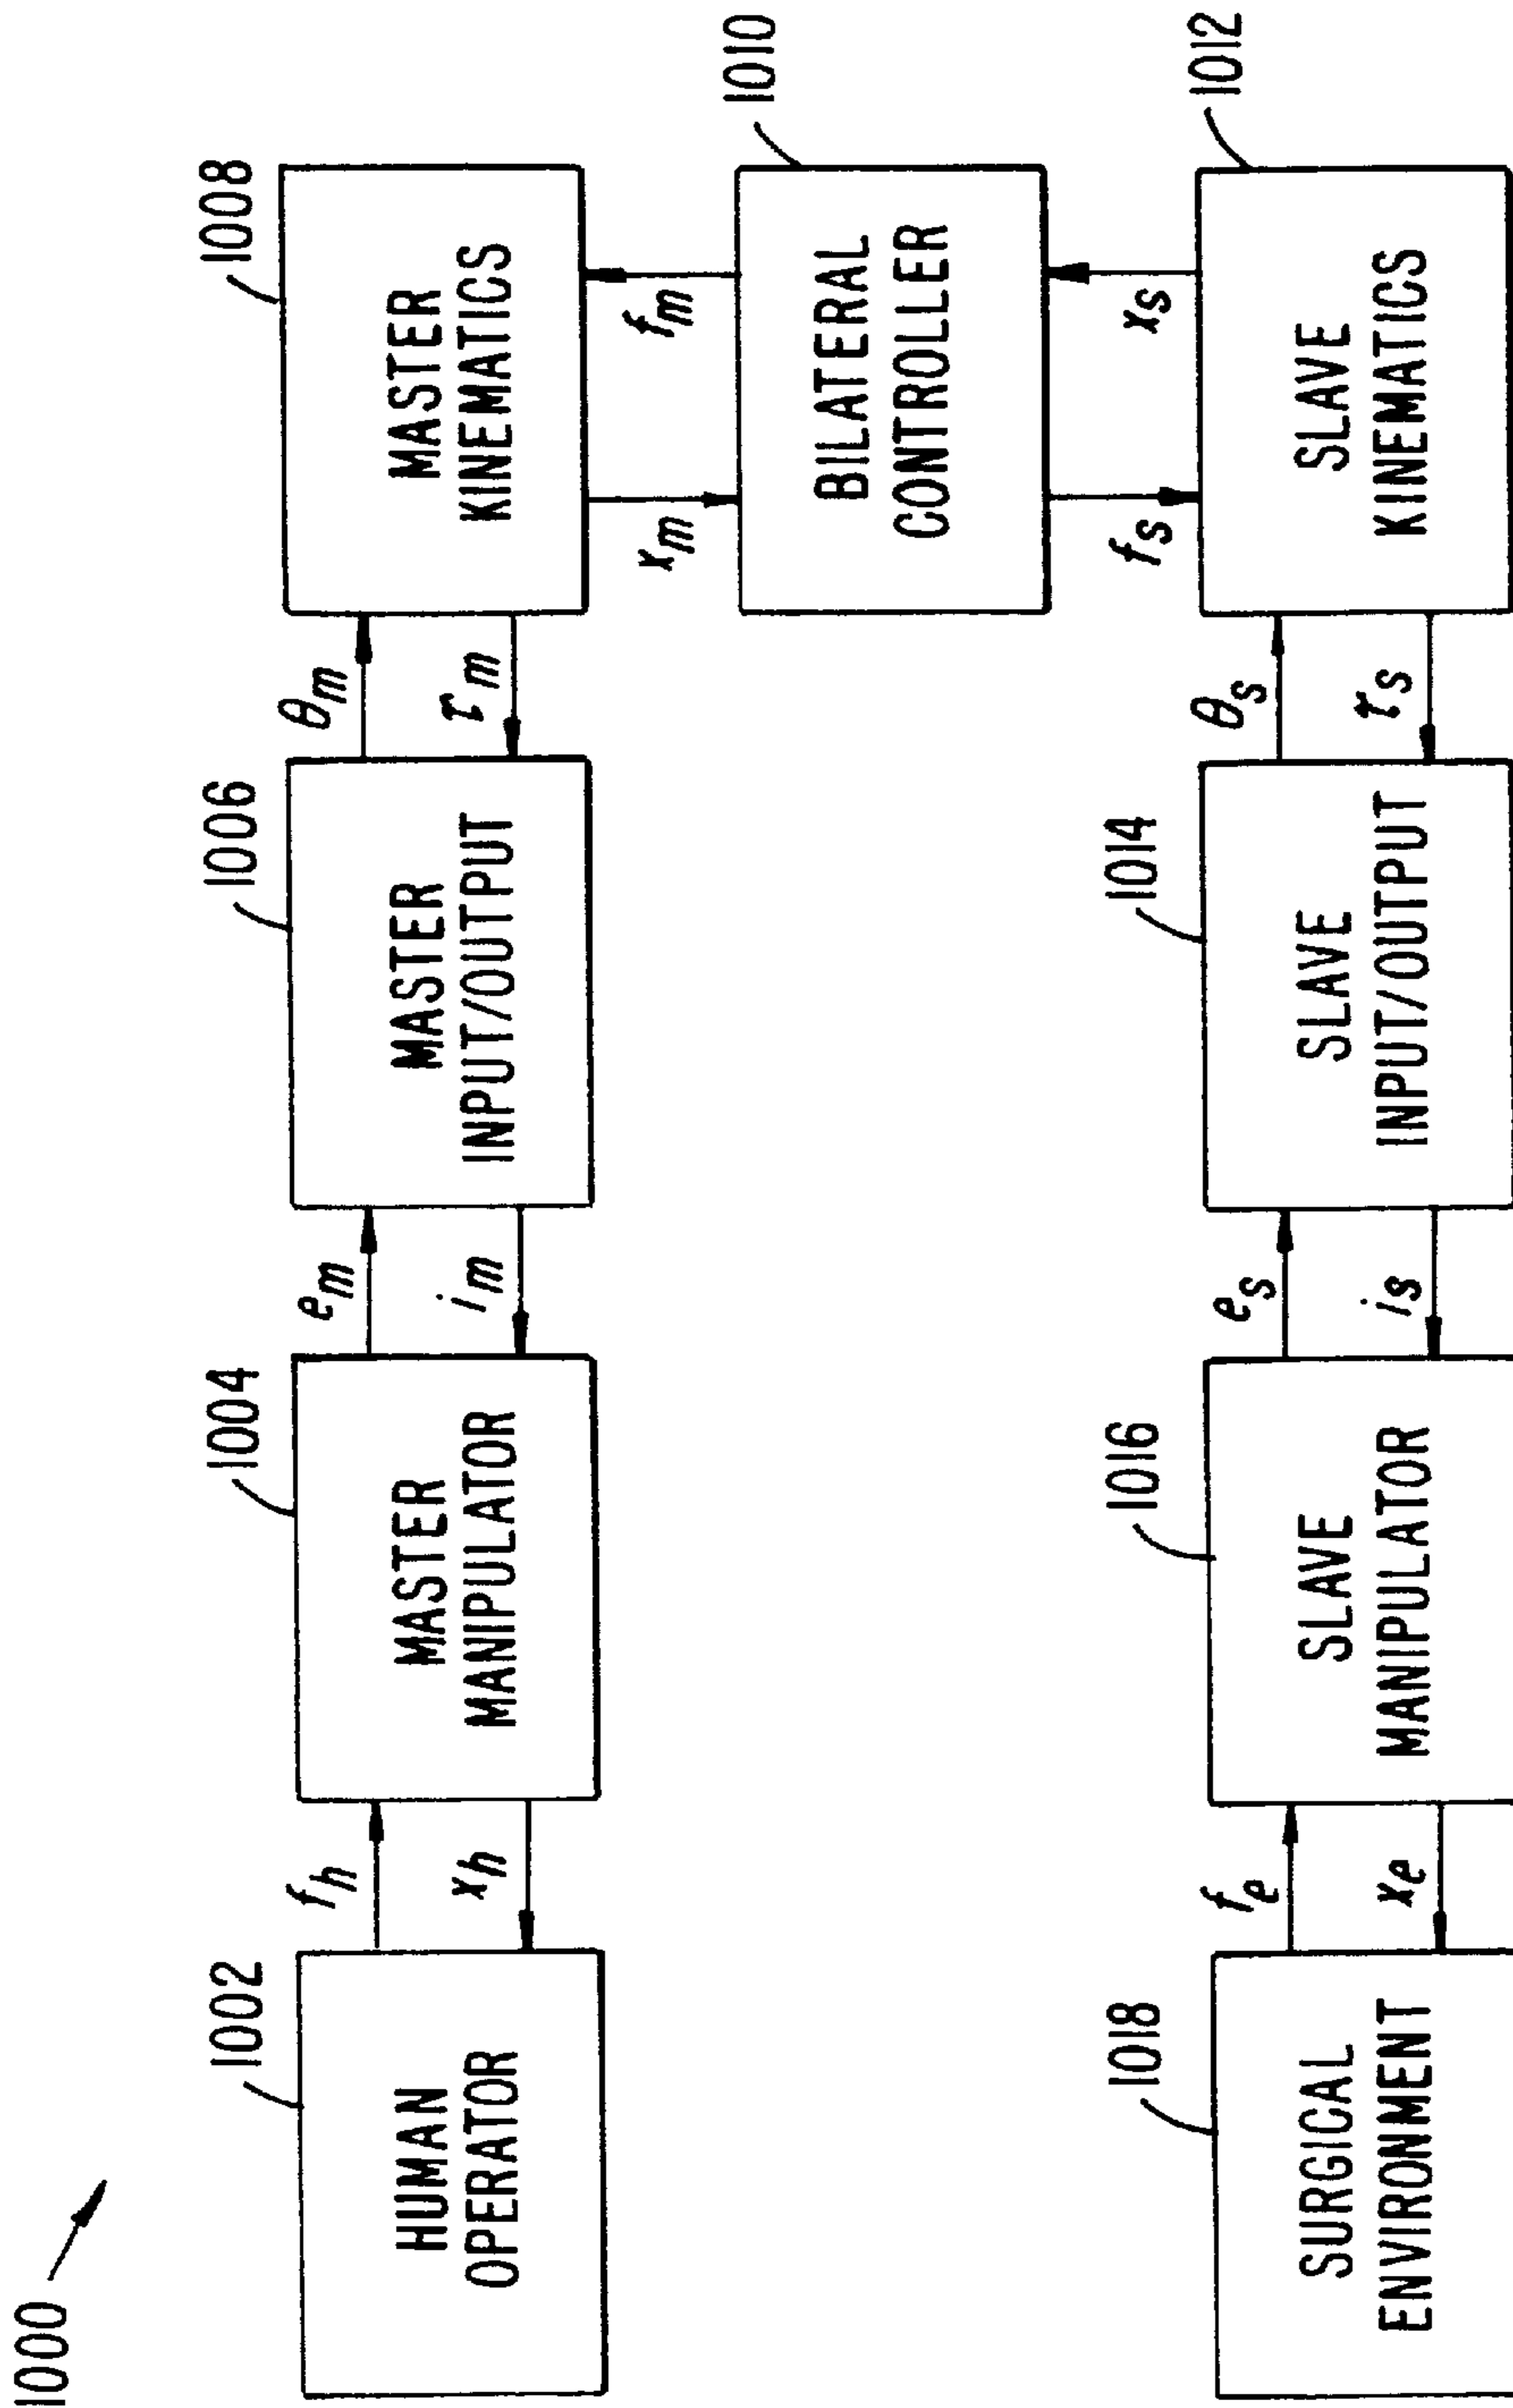 1000
1002
HUMAN
OPERATOR
f_h
x_h
1004
MASTER
MANIPULATOR
e_m
i_m
1006
MASTER
INPUT/OUTPUT
θ_m
τ_m
1008
MASTER
KINEMATICS
x_m
f_m
1010
BILATERAL
CONTROLLER
f_s
x_s
1012
SLAVE
KINEMATICS
θ_s
τ_s
1014
SLAVE
INPUT/OUTPUT
e_s
i_s
1016
SLAVE
MANIPULATOR
f_e
x_e
1018
SURGICAL
ENVIRONMENT